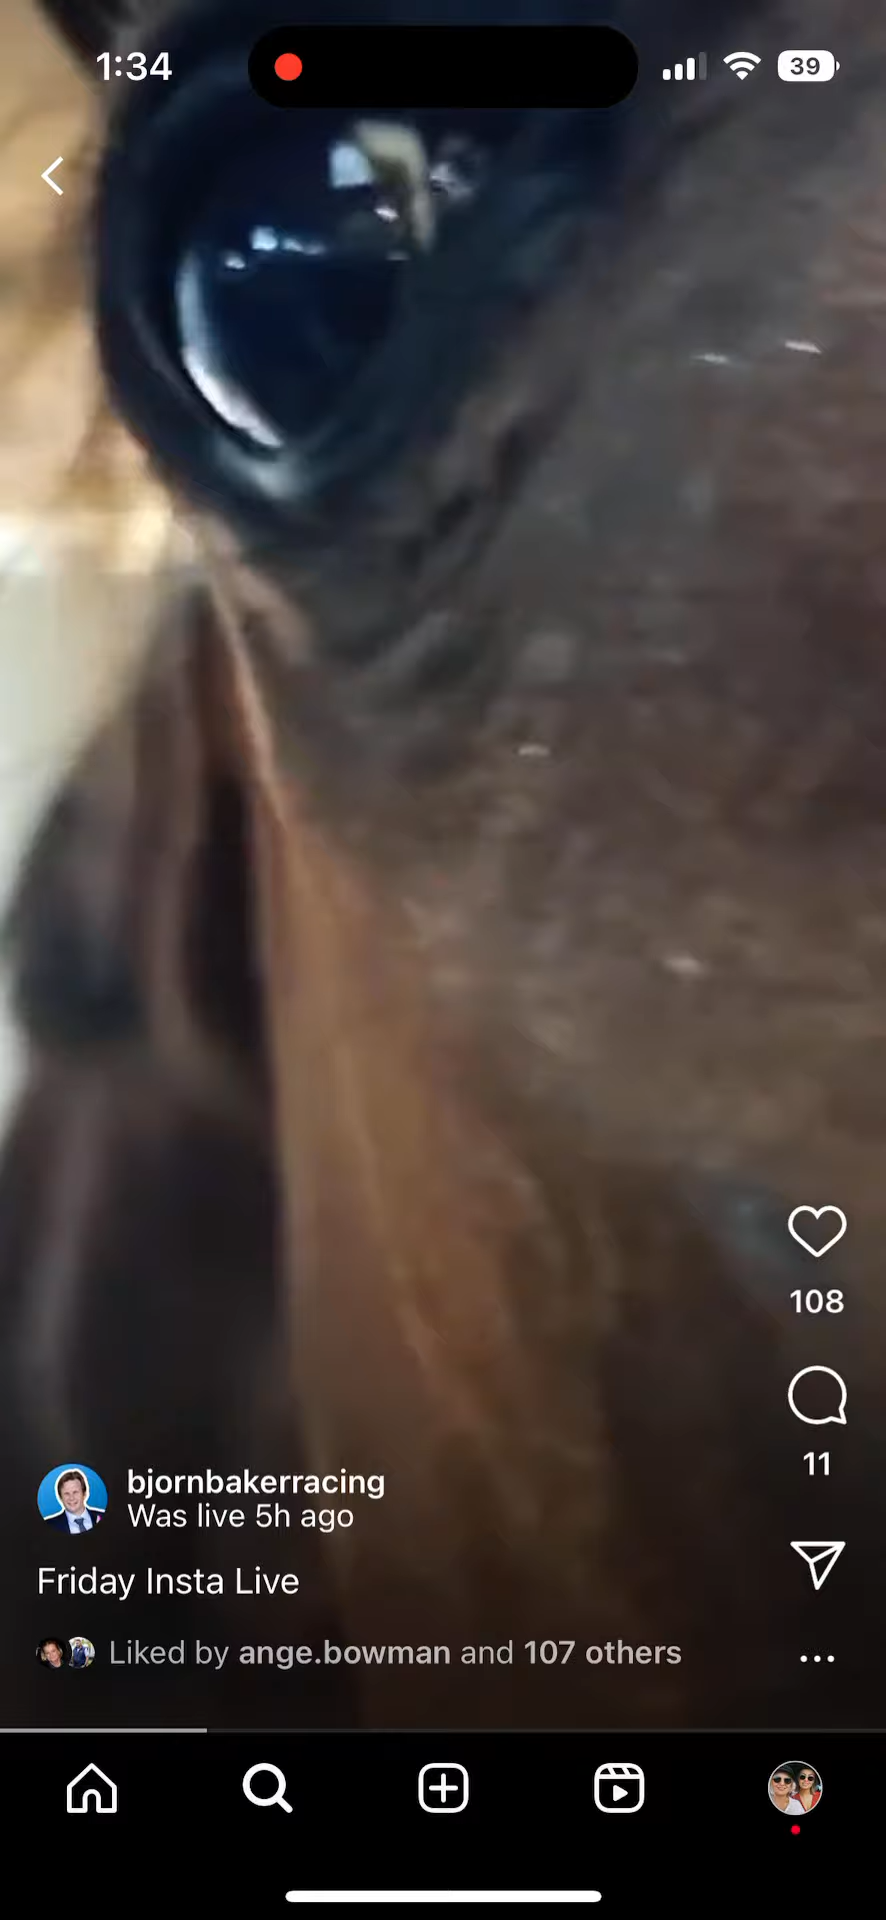 1:34
39
108
11
bjornbakerracing
Was live 5h ago
Friday Insta Live
Liked by ange.bowman and 107 others